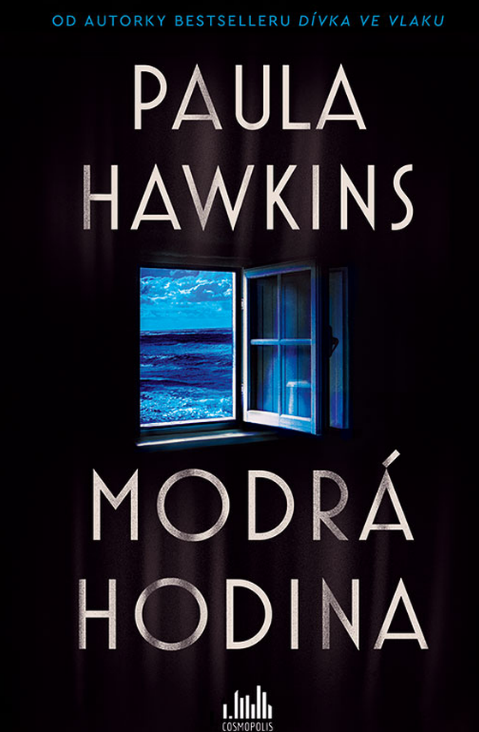 OD AUTORKY BESTSELLERU DÍVKA VE VLAKU
PAULA
HAWKINS
MODRÁ
HODINA
COSMOPOLIS